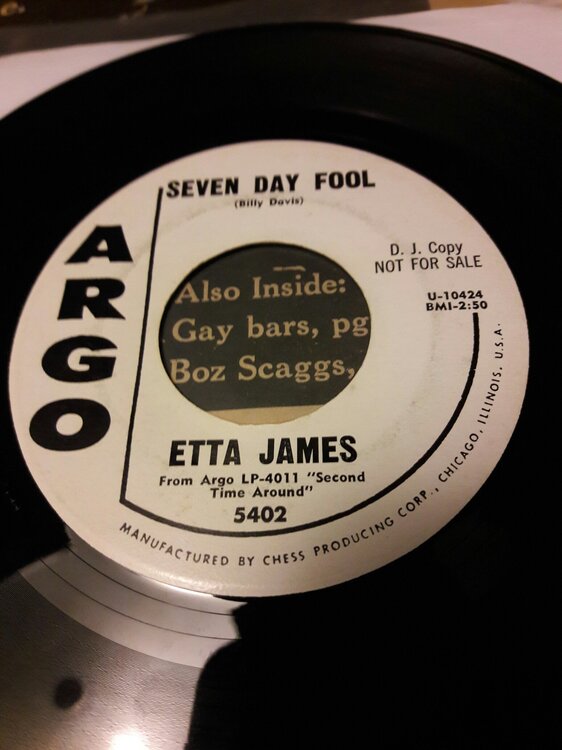 ARGO
SEVEN DAY FOOL
(Billy Davis)
D. J. Copy
NOT FOR SALE
U-10424
BMI-2:50
Also Inside:
Gay bars, pg
Boz Scaggs,
ETTA JAMES
From Argo LP-4011 "Second
Time Around"
5402
MANUFACTURED BY CHESS PRODUCING CORP., CHICAGO, ILLINOIS, U.S.A.